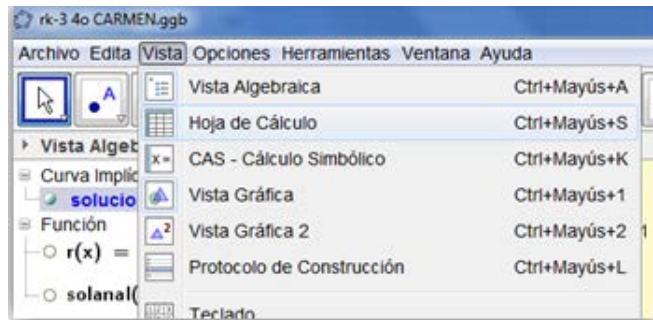 rk-3 4o CARMEN.ggb
Archivo Edita Vista Opciones Herramientas Ventana Ayuda
A
Vista Algebraica Ctrl+Mayús+A
Hoja de Cálculo Ctrl+Mayús+S
Vista Algeb
x= CAS - Cálculo Simbólico Ctrl+Mayús+K
Curva Implíc
solucio Vista Gráfica Ctrl+Mayús+1
Función
2 Vista Gráfica 2 Ctrl+Mayús+2 1
r(x) =
Protocolo de Construcción Ctrl+Mayús+L
solanal(
Teclado